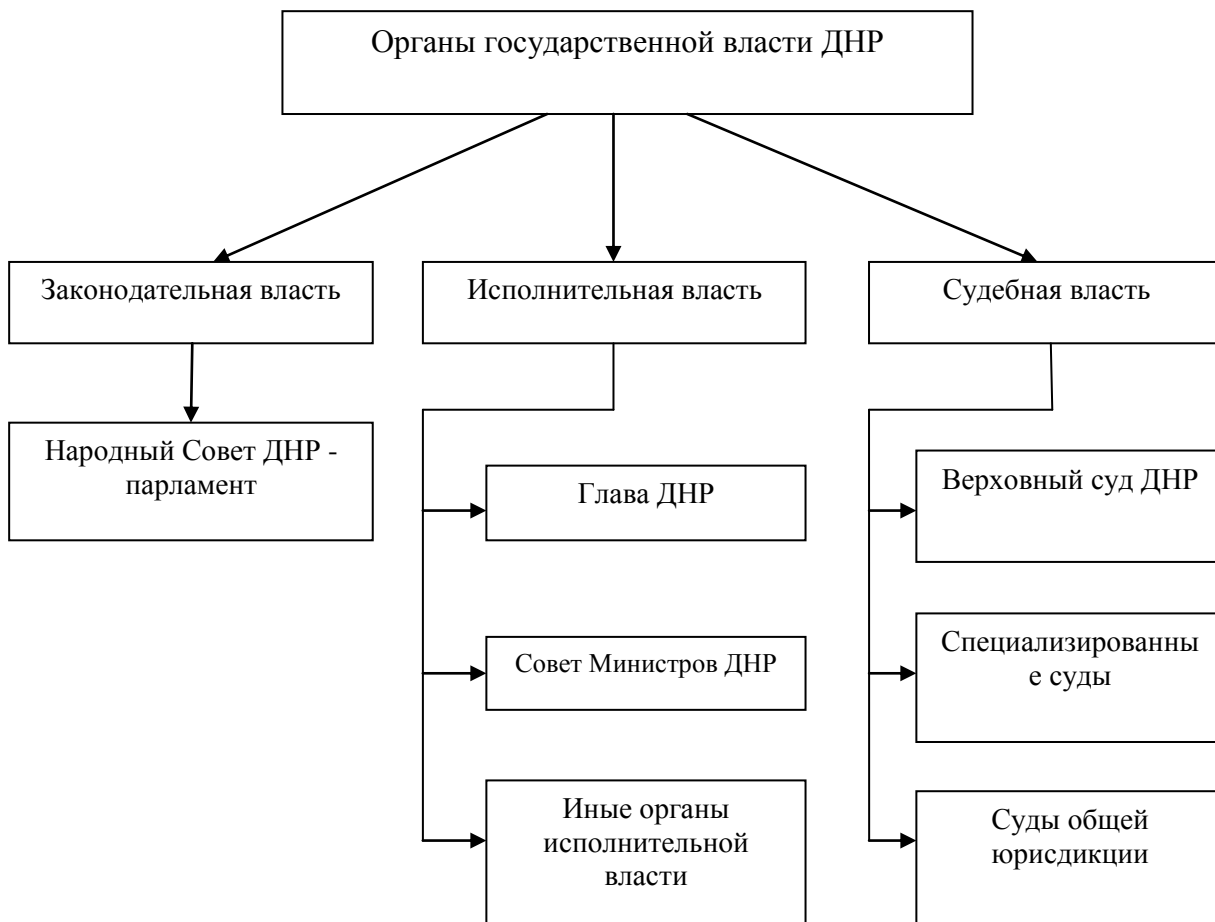 Органы государственной власти ДНР
Законодательная власть
Исполнительная власть
Судебная власть
Народный Совет ДНР -
парламент
Глава ДНР
Верховный суд ДНР
Совет Министров ДНР
Специализированны
е суды
Иные органы
исполнительной
власти
Суды общей
юрисдикции